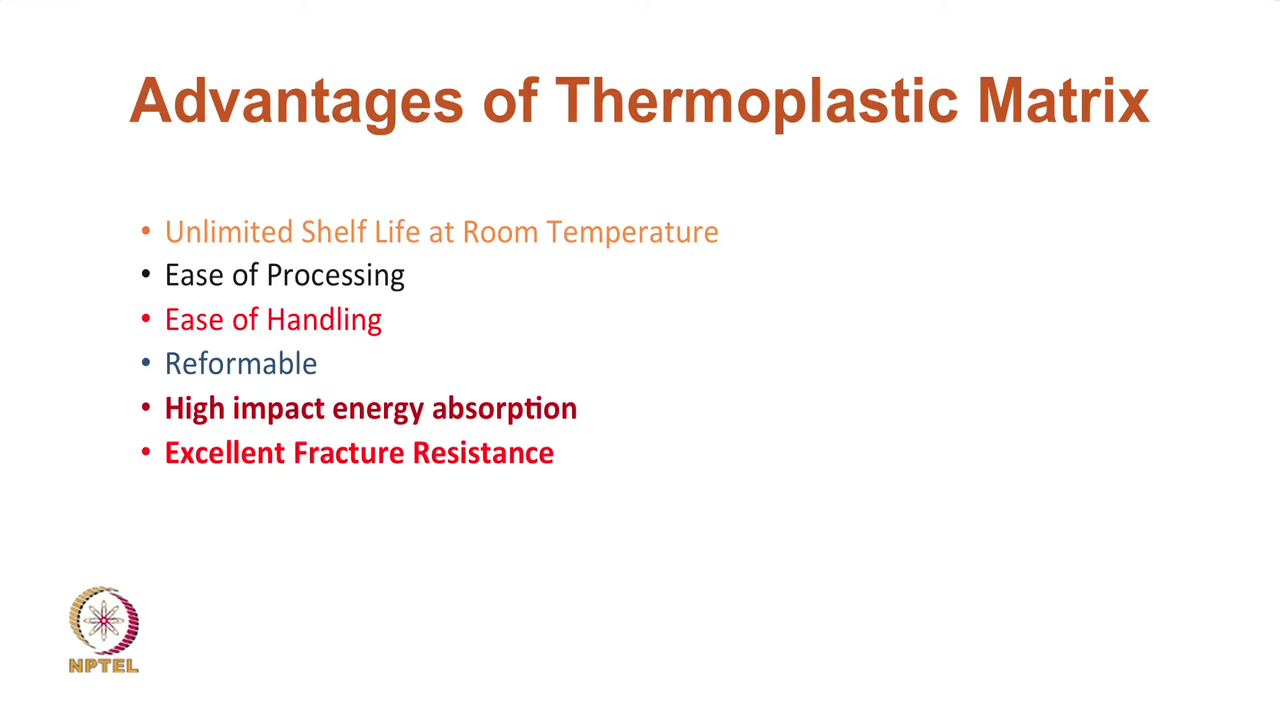 Advantages of Thermoplastic Matrix
• Unlimited Shelf Life at Room Temperature
• Ease of Processing
• Ease of Handling
• Reformable
• High impact energy absorption
• Excellent Fracture Resistance
NPTEL